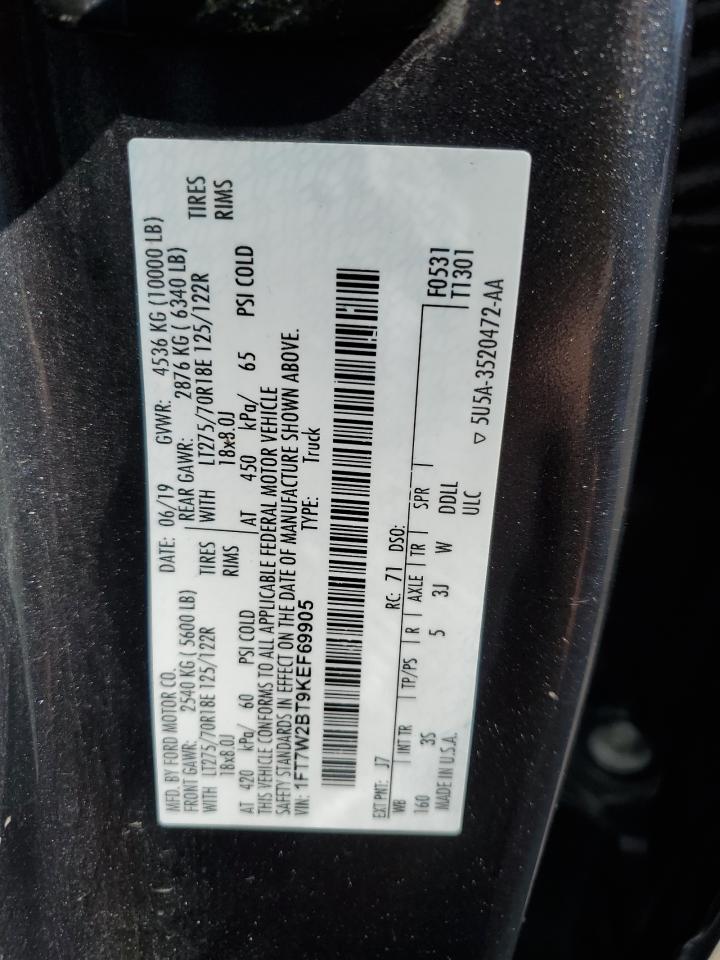 MFD. BY FORD MOTOR CO.
DATE: 06/19 GVWR: 4536 KG (10000 LB)
FRONT GAWR: 2540 KG ( 5600 LB) REAR GAWR: 2876 KG ( 6340 LB)
WITH LT275/70R18E 125/122R TIRES WITH LT275/70R18E 125/122R TIRES
18x8.0J RIMS 18x8.0J RIMS
AT 420 kPa/ 60 PSI COLD AT 450 kPa/ 65 PSI COLD
THIS VEHICLE CONFORMS TO ALL APPLICABLE FEDERAL MOTOR VEHICLE
SAFETY STANDARDS IN EFFECT ON THE DATE OF MANUFACTURE SHOWN ABOVE.
VIN: 1FT7W2BT9KEF69905 TYPE: Truck
EXT PNT: J7 RC: 71 DSO:
WB INT TR TP/PS R AXLE TR SPR F0531
160 3S 5 3J W DDLL T1301
MADE IN U.S.A. ULC
▽ 5U5A-3520472-AA